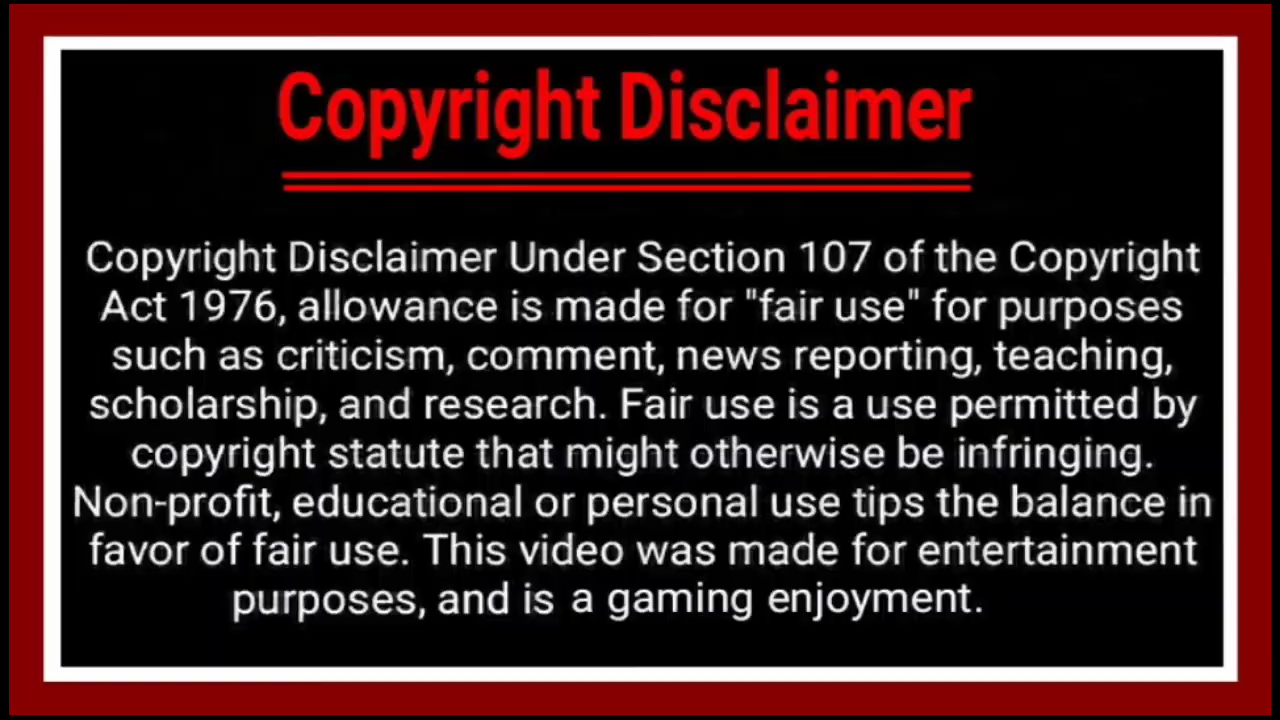 Copyright Disclaimer
Copyright Disclaimer Under Section 107 of the Copyright
Act 1976, allowance is made for "fair use" for purposes
such as criticism, comment, news reporting, teaching,
scholarship, and research. Fair use is a use permitted by
copyright statute that might otherwise be infringing.
Non-profit, educational or personal use tips the balance in
favor of fair use. This video was made for entertainment
purposes, and is a gaming enjoyment.